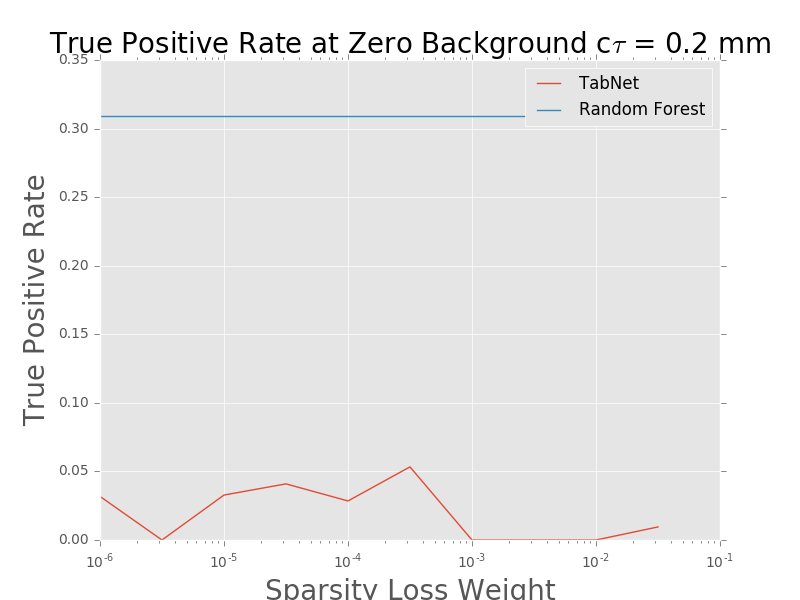 True Positive Rate at Zero Background cτ = 0.2 mm
TabNet
Random Forest
True Positive Rate
0.35
0.30
0.25
0.20
0.15
0.10
0.05
0.00
10⁻⁶ 10⁻⁵ 10⁻⁴ 10⁻³ 10⁻² 10⁻¹
Sparsity Loss Weight